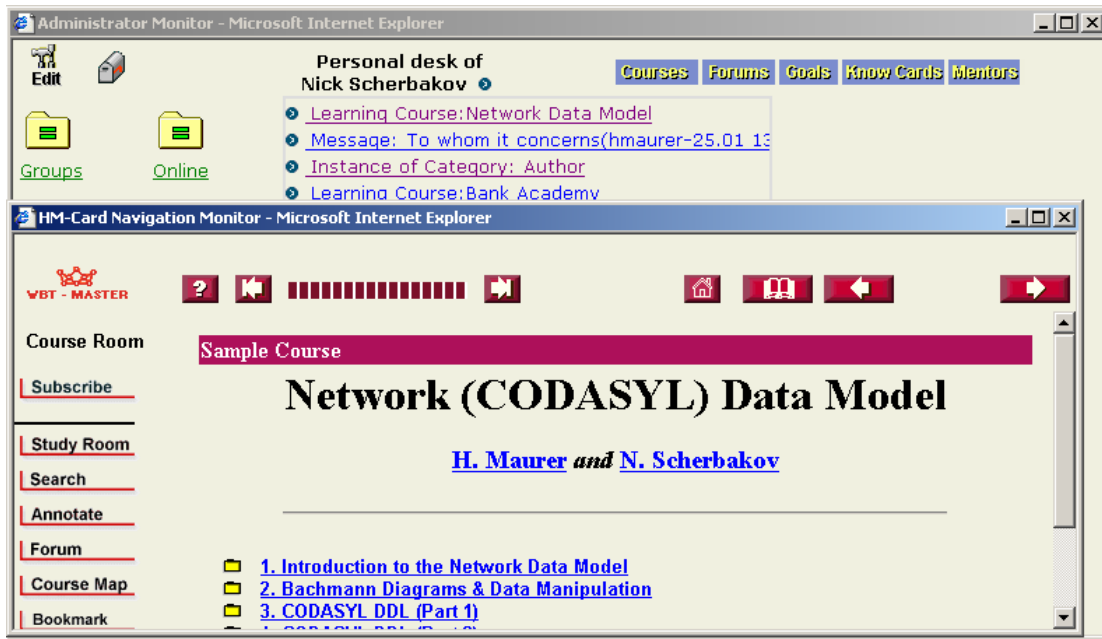 Administrator Monitor - Microsoft Internet Explorer
Edit
Personal desk of
Nick Scherbakov
Courses Forums Goals Know Cards Mentors
Learning Course:Network Data Model
Message: To whom it concerns(hmaurer-25.01 13
Instance of Category: Author
Learning Course:Bank Academy
Groups
Online
HM-Card Navigation Monitor - Microsoft Internet Explorer
WBT - MASTER
?
Course Room
Subscribe
Study Room
Search
Annotate
Forum
Course Map
Bookmark
Sample Course
Network (CODASYL) Data Model
H. Maurer and N. Scherbakov
1. Introduction to the Network Data Model
2. Bachmann Diagrams & Data Manipulation
3. CODASYL DDL (Part 1)